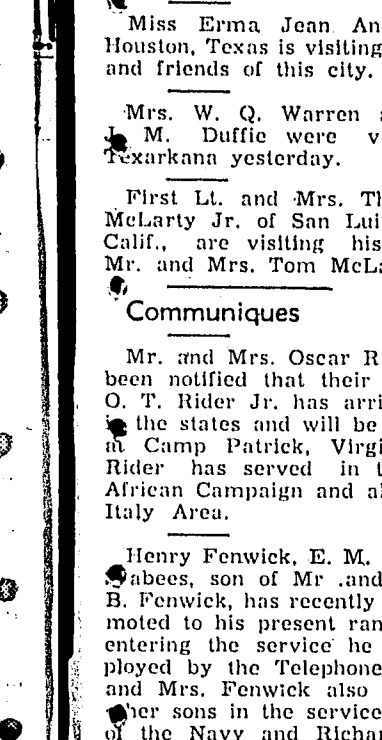 Miss Erma Jean An
Houston, Texas is visiting
and friends of this city.
Mrs. W. Q. Warren
J. M. Duffie were v
Texarkana yesterday.
First Lt. and Mrs. Th
McLarty Jr. of San Lui
Calif., are visiting his
Mr. and Mrs. Tom McLa
Communiques
Mr. and Mrs. Oscar R
been notified that their
O. T. Rider Jr. has arri
in the states and will be
at Camp Patrick, Virgi
Rider has served in t
African Campaign and al
Italy Area.
Henry Fenwick, E. M.
abees, son of Mr .and
B. Fenwick, has recently
moted to his present ran
entering the service he
ployed by the Telephone
and Mrs. Fenwick also
ther sons in the service
of the Navy and Richar